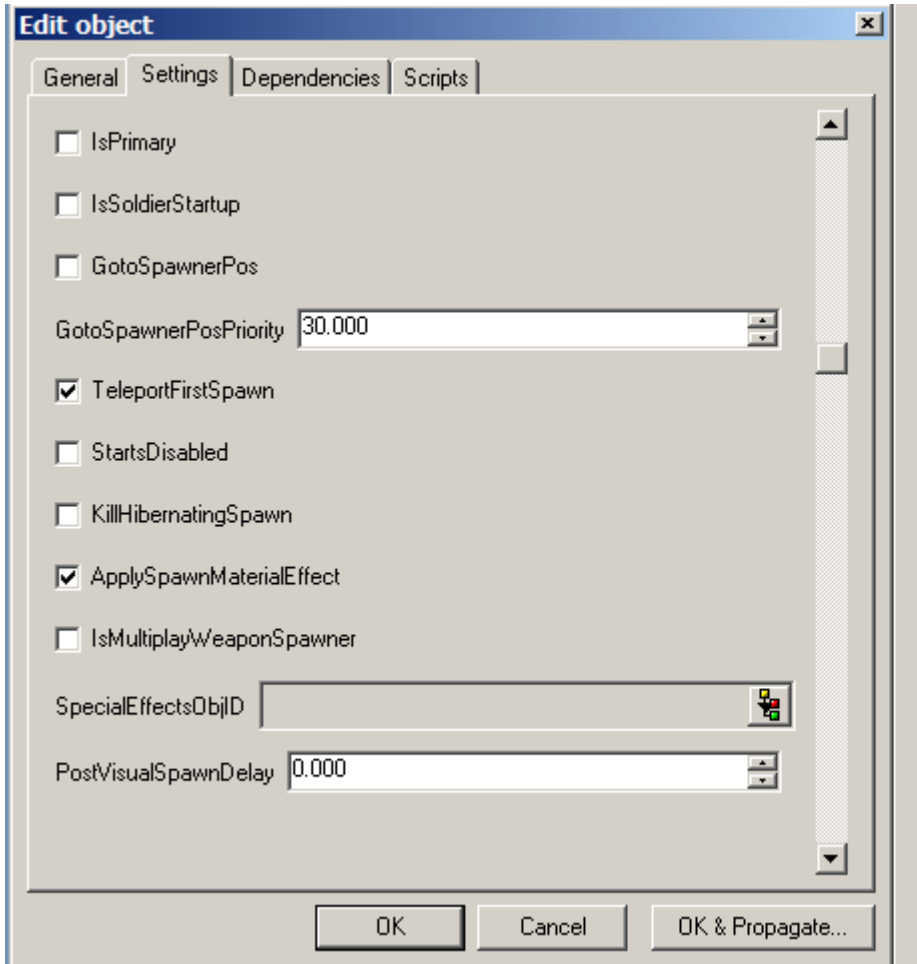 Edit object
General Settings Dependencies Scripts
IsPrimary
IsSoldierStartup
GotoSpawnerPos
GotoSpawnerPosPriority 30.000
TeleportFirstSpawn
StartsDisabled
KillHibernatingSpawn
ApplySpawnMaterialEffect
IsMultiplayWeaponSpawner
SpecialEffectsObjID
PostVisualSpawnDelay 0.000
OK Cancel OK & Propagate...